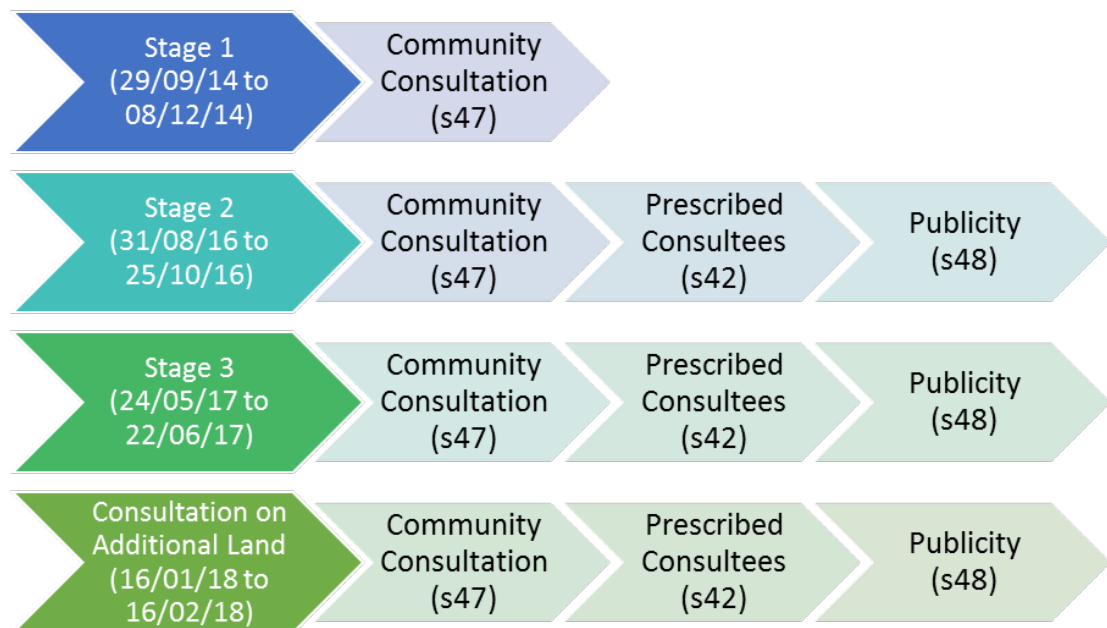 Stage 1
(29/09/14 to
08/12/14)
Community
Consultation
(s47)
Stage 2
(31/08/16 to
25/10/16)
Community
Consultation
(s47)
Prescribed
Consultees
(s42)
Publicity
(s48)
Stage 3
(24/05/17 to
22/06/17)
Community
Consultation
(s47)
Prescribed
Consultees
(s42)
Publicity
(s48)
Consultation on
Additional Land
(16/01/18 to
16/02/18)
Community
Consultation
(s47)
Prescribed
Consultees
(s42)
Publicity
(s48)